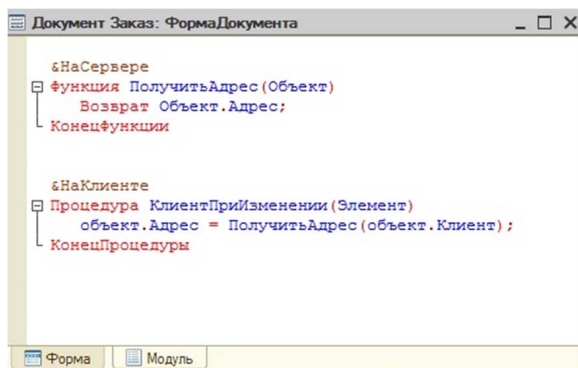 Документ Заказ: ФормаДокумента
&НаСервере
Функция ПолучитьАдрес(Объект)
Возврат Объект.Адрес;
КонецФункции
&НаКлиенте
Процедура КлиентПриИзменении(Элемент)
объект.Адрес = ПолучитьАдрес(объект.Клиент);
КонецПроцедуры
Форма Модуль